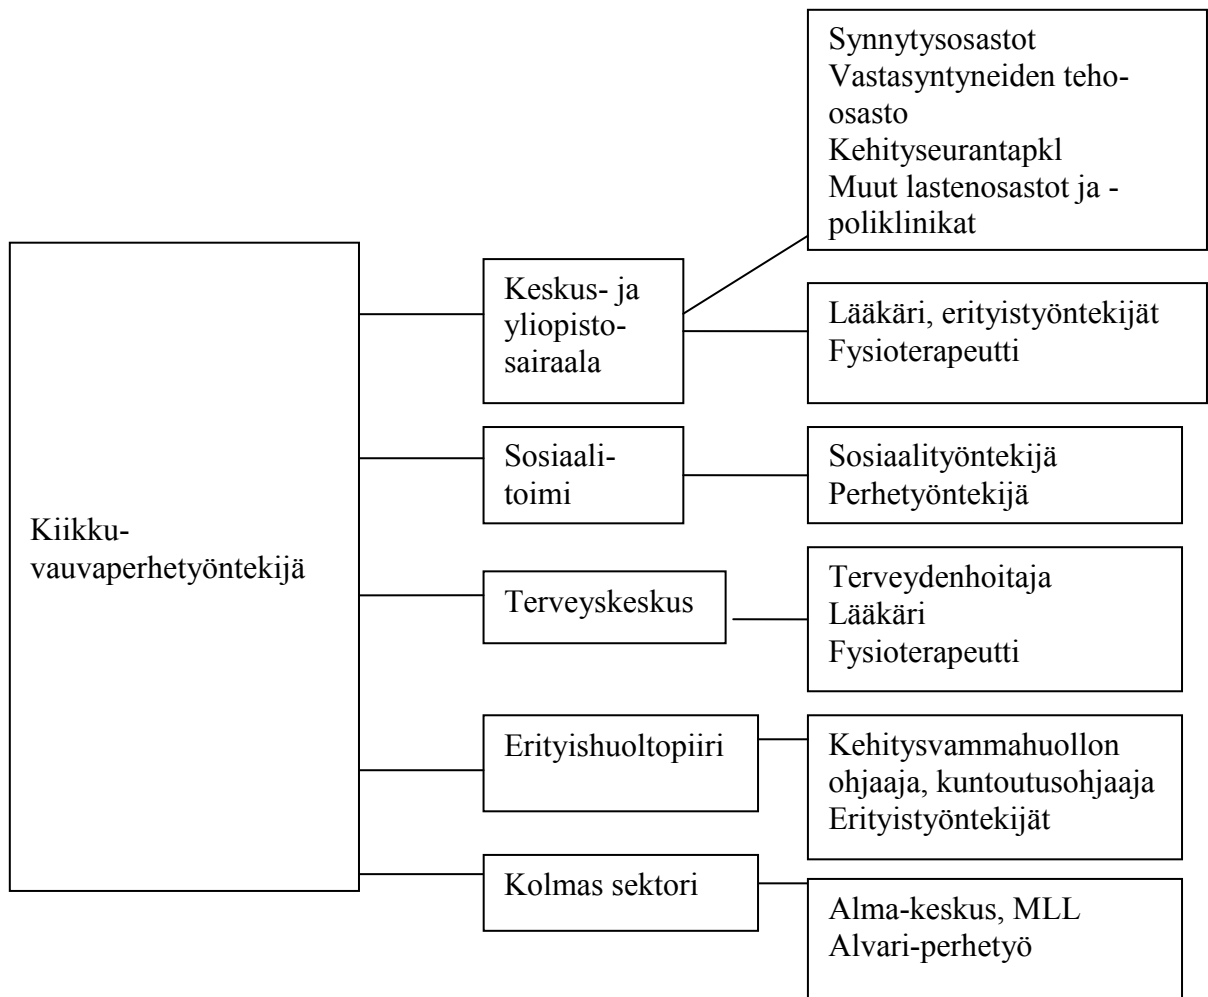 Synnytysosastot
Vastasyntyneiden teho-
osasto
Kehityseurantapkl
Muut lastenosastot ja -
poliklinikat
Keskus- ja
yliopisto-
sairaala
Lääkäri, erityistyöntekijät
Fysioterapeutti
Sosiaali-
toimi
Sosiaalityöntekijä
Perhetyöntekijä
Kiikku-
vauvaperhetyöntekijä
Terveyskeskus
Terveydenhoitaja
Lääkäri
Fysioterapeutti
Erityishuoltopiiri
Kehitysvammahuollon
ohjaaja, kuntoutusohjaaja
Erityistyöntekijät
Kolmas sektori
Alma-keskus, MLL
Alvari-perhetyö